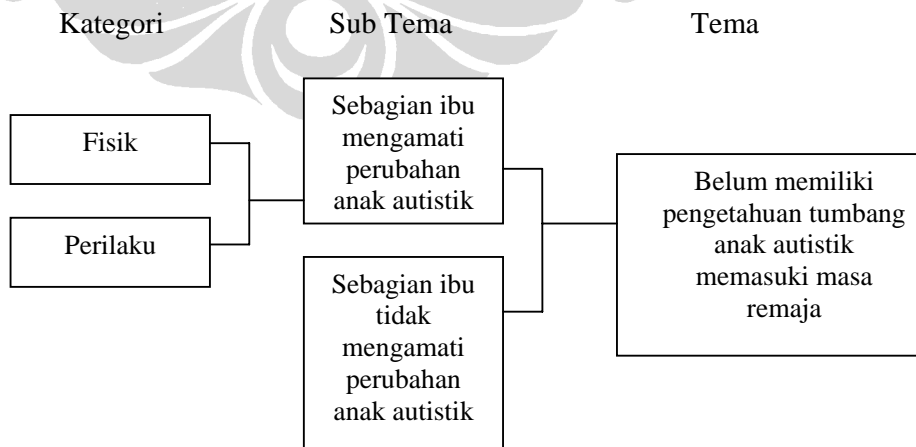 Kategori Sub Tema Tema
Fisik
Perilaku
Sebagian ibu
mengamati
perubahan
anak autistik
Sebagian ibu
tidak
mengamati
perubahan
anak autistik
Belum memiliki
pengetahuan tumbang
anak autistik
memasuki masa
remaja